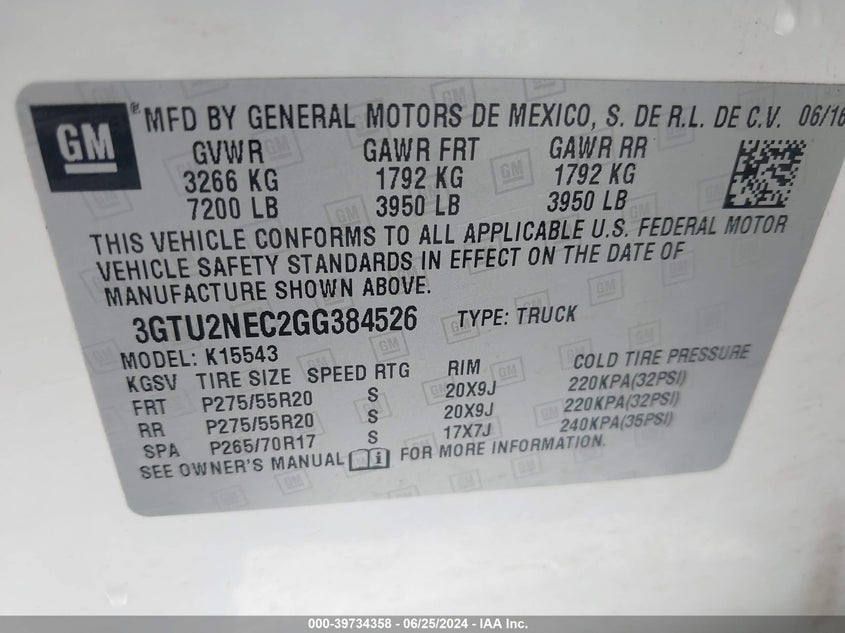 GM
® MFD BY GENERAL MOTORS DE MEXICO, S. DE R.L. DE C.V. 06/16
GVWR GAWR FRT GAWR RR
3266 KG 1792 KG 1792 KG
7200 LB 3950 LB 3950 LB
THIS VEHICLE CONFORMS TO ALL APPLICABLE U.S. FEDERAL MOTOR
VEHICLE SAFETY STANDARDS IN EFFECT ON THE DATE OF
MANUFACTURE SHOWN ABOVE.
3GTU2NEC2GG384526 TYPE: TRUCK
MODEL: K15543
KGSV TIRE SIZE SPEED RTG RIM COLD TIRE PRESSURE
FRT P275/55R20 S 20X9J 220KPA(32PSI)
RR P275/55R20 S 20X9J 220KPA(32PSI)
SPA P265/70R17 S 17X7J 240KPA(35PSI)
SEE OWNER'S MANUAL i FOR MORE INFORMATION.
000-39734358 - 06/25/2024 - IAA Inc.